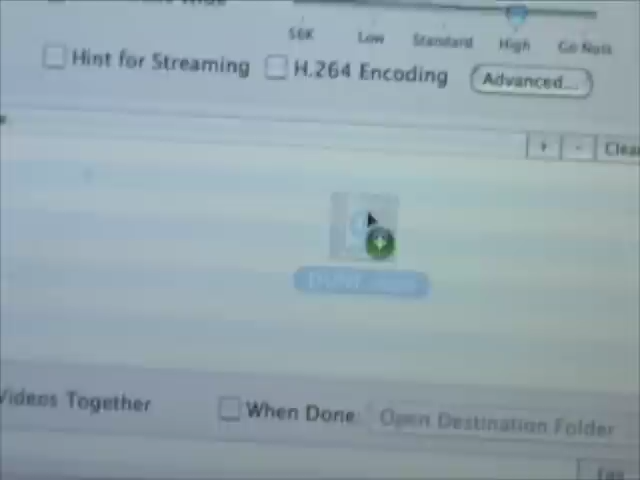 56K Low Standard High Go Nuts
Hint for Streaming H.264 Encoding Advanced...
+ - Clear
Videos Together When Done: Open Destination Folder